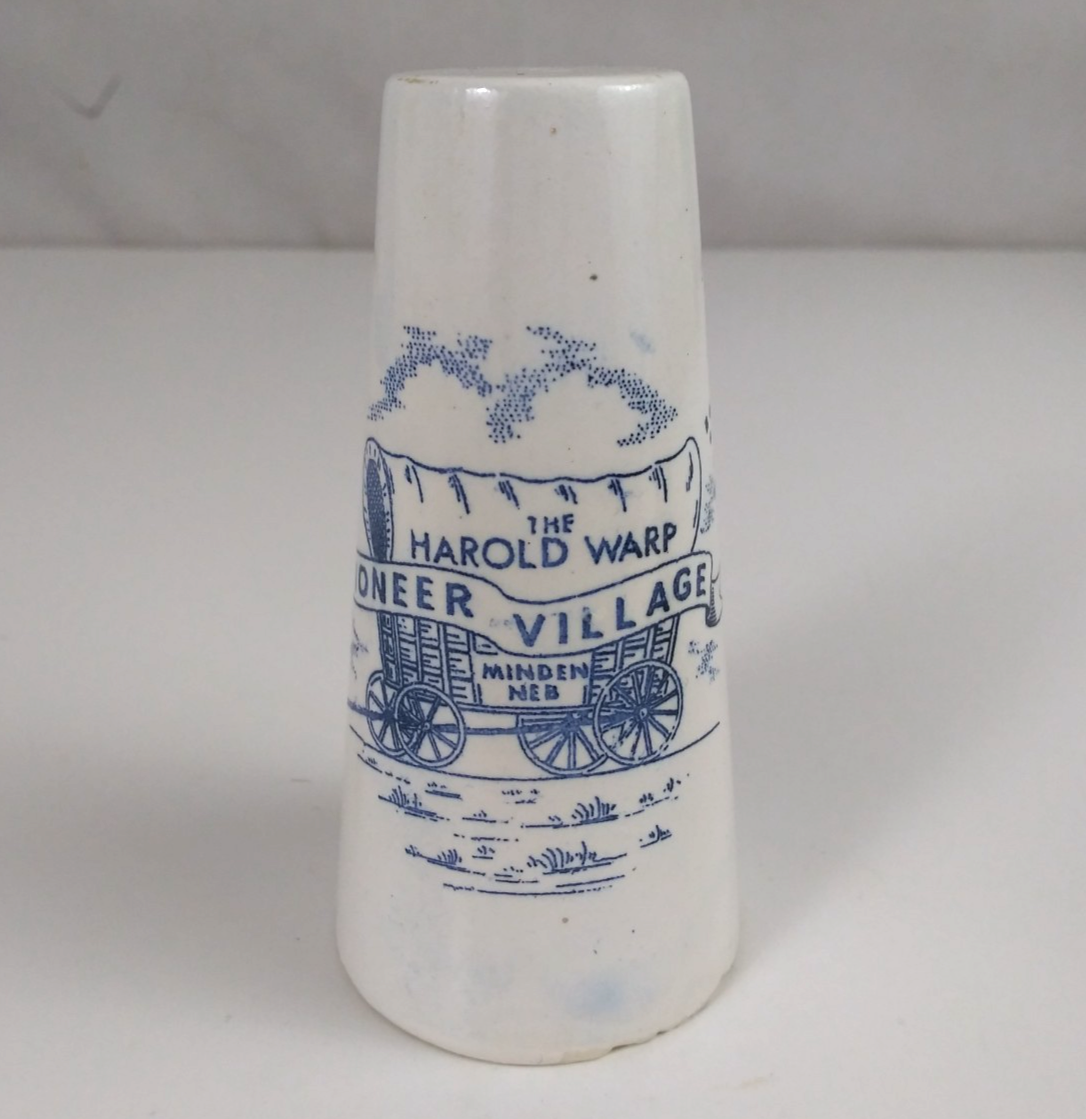 THE
HAROLD WARP
ONEER VILLAGE
MINDEN
NEB